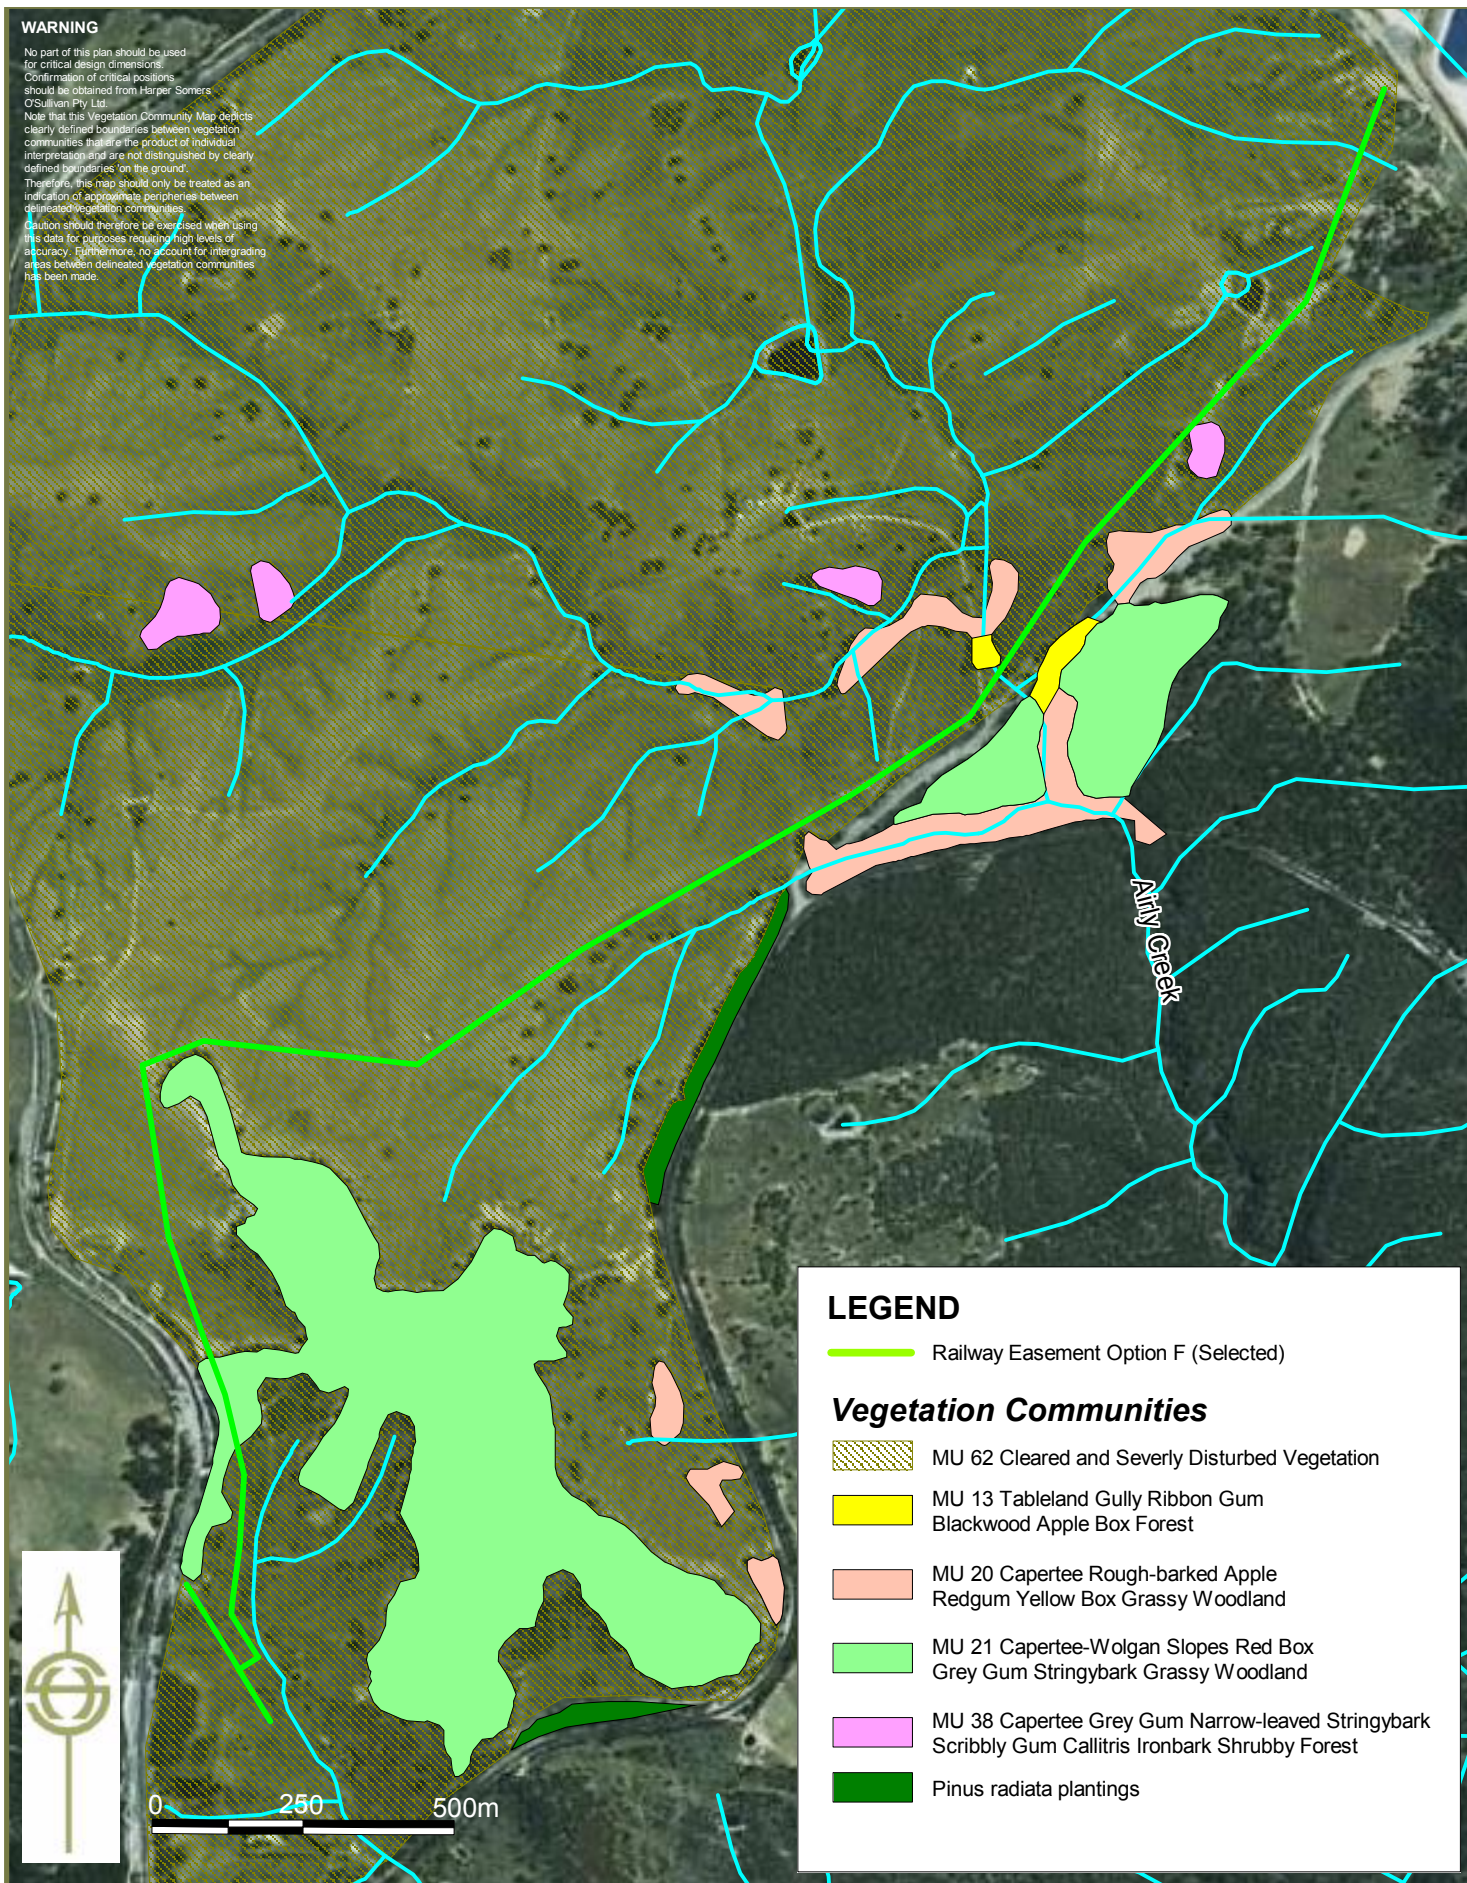 WARNING
No part of this plan should be used
for critical design dimensions.
Confirmation of critical positions
should be obtained from Harper Somers
O'Sullivan Pty Ltd.
Note that this Vegetation Community Map depicts
clearly defined boundaries between vegetation
communities that are the product of individual
interpretation and are not distinguished by clearly
defined boundaries 'on the ground'.
Therefore, this map should only be treated as an
indication of approximate peripheries between
delineated vegetation communities.
Caution should therefore be exercised when using
this data for purposes requiring high levels of
accuracy. Furthermore, no account for intergrading
areas between delineated vegetation communities
has been made.
Airly Creek
LEGEND
Railway Easement Option F (Selected)
Vegetation Communities
MU 62 Cleared and Severly Disturbed Vegetation
MU 13 Tableland Gully Ribbon Gum
Blackwood Apple Box Forest
MU 20 Capertee Rough-barked Apple
Redgum Yellow Box Grassy Woodland
MU 21 Capertee-Wolgan Slopes Red Box
Grey Gum Stringybark Grassy Woodland
MU 38 Capertee Grey Gum Narrow-leaved Stringybark
Scribbly Gum Callitris Ironbark Shrubby Forest
Pinus radiata plantings
0 250 500m